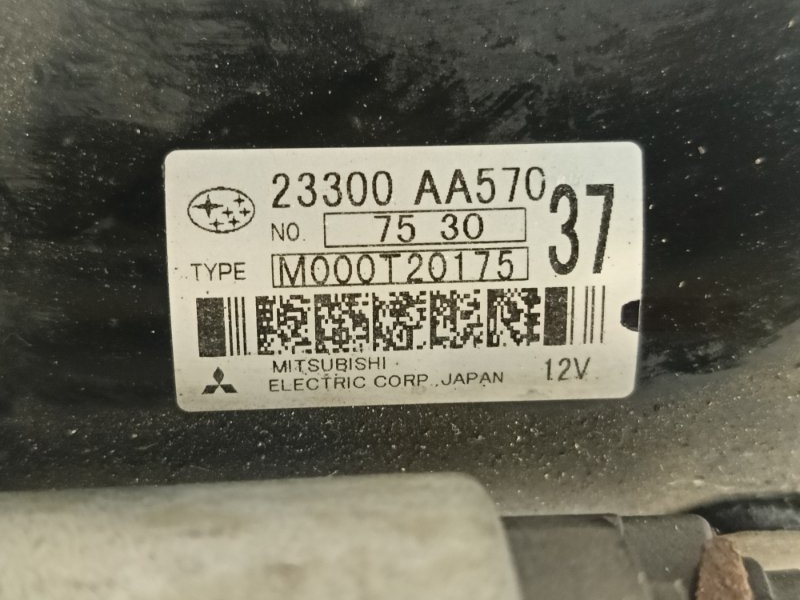 23300 AA570
37
NO. 75 30
TYPE M000T20175
MITSUBISHI
ELECTRIC CORP. JAPAN 12V